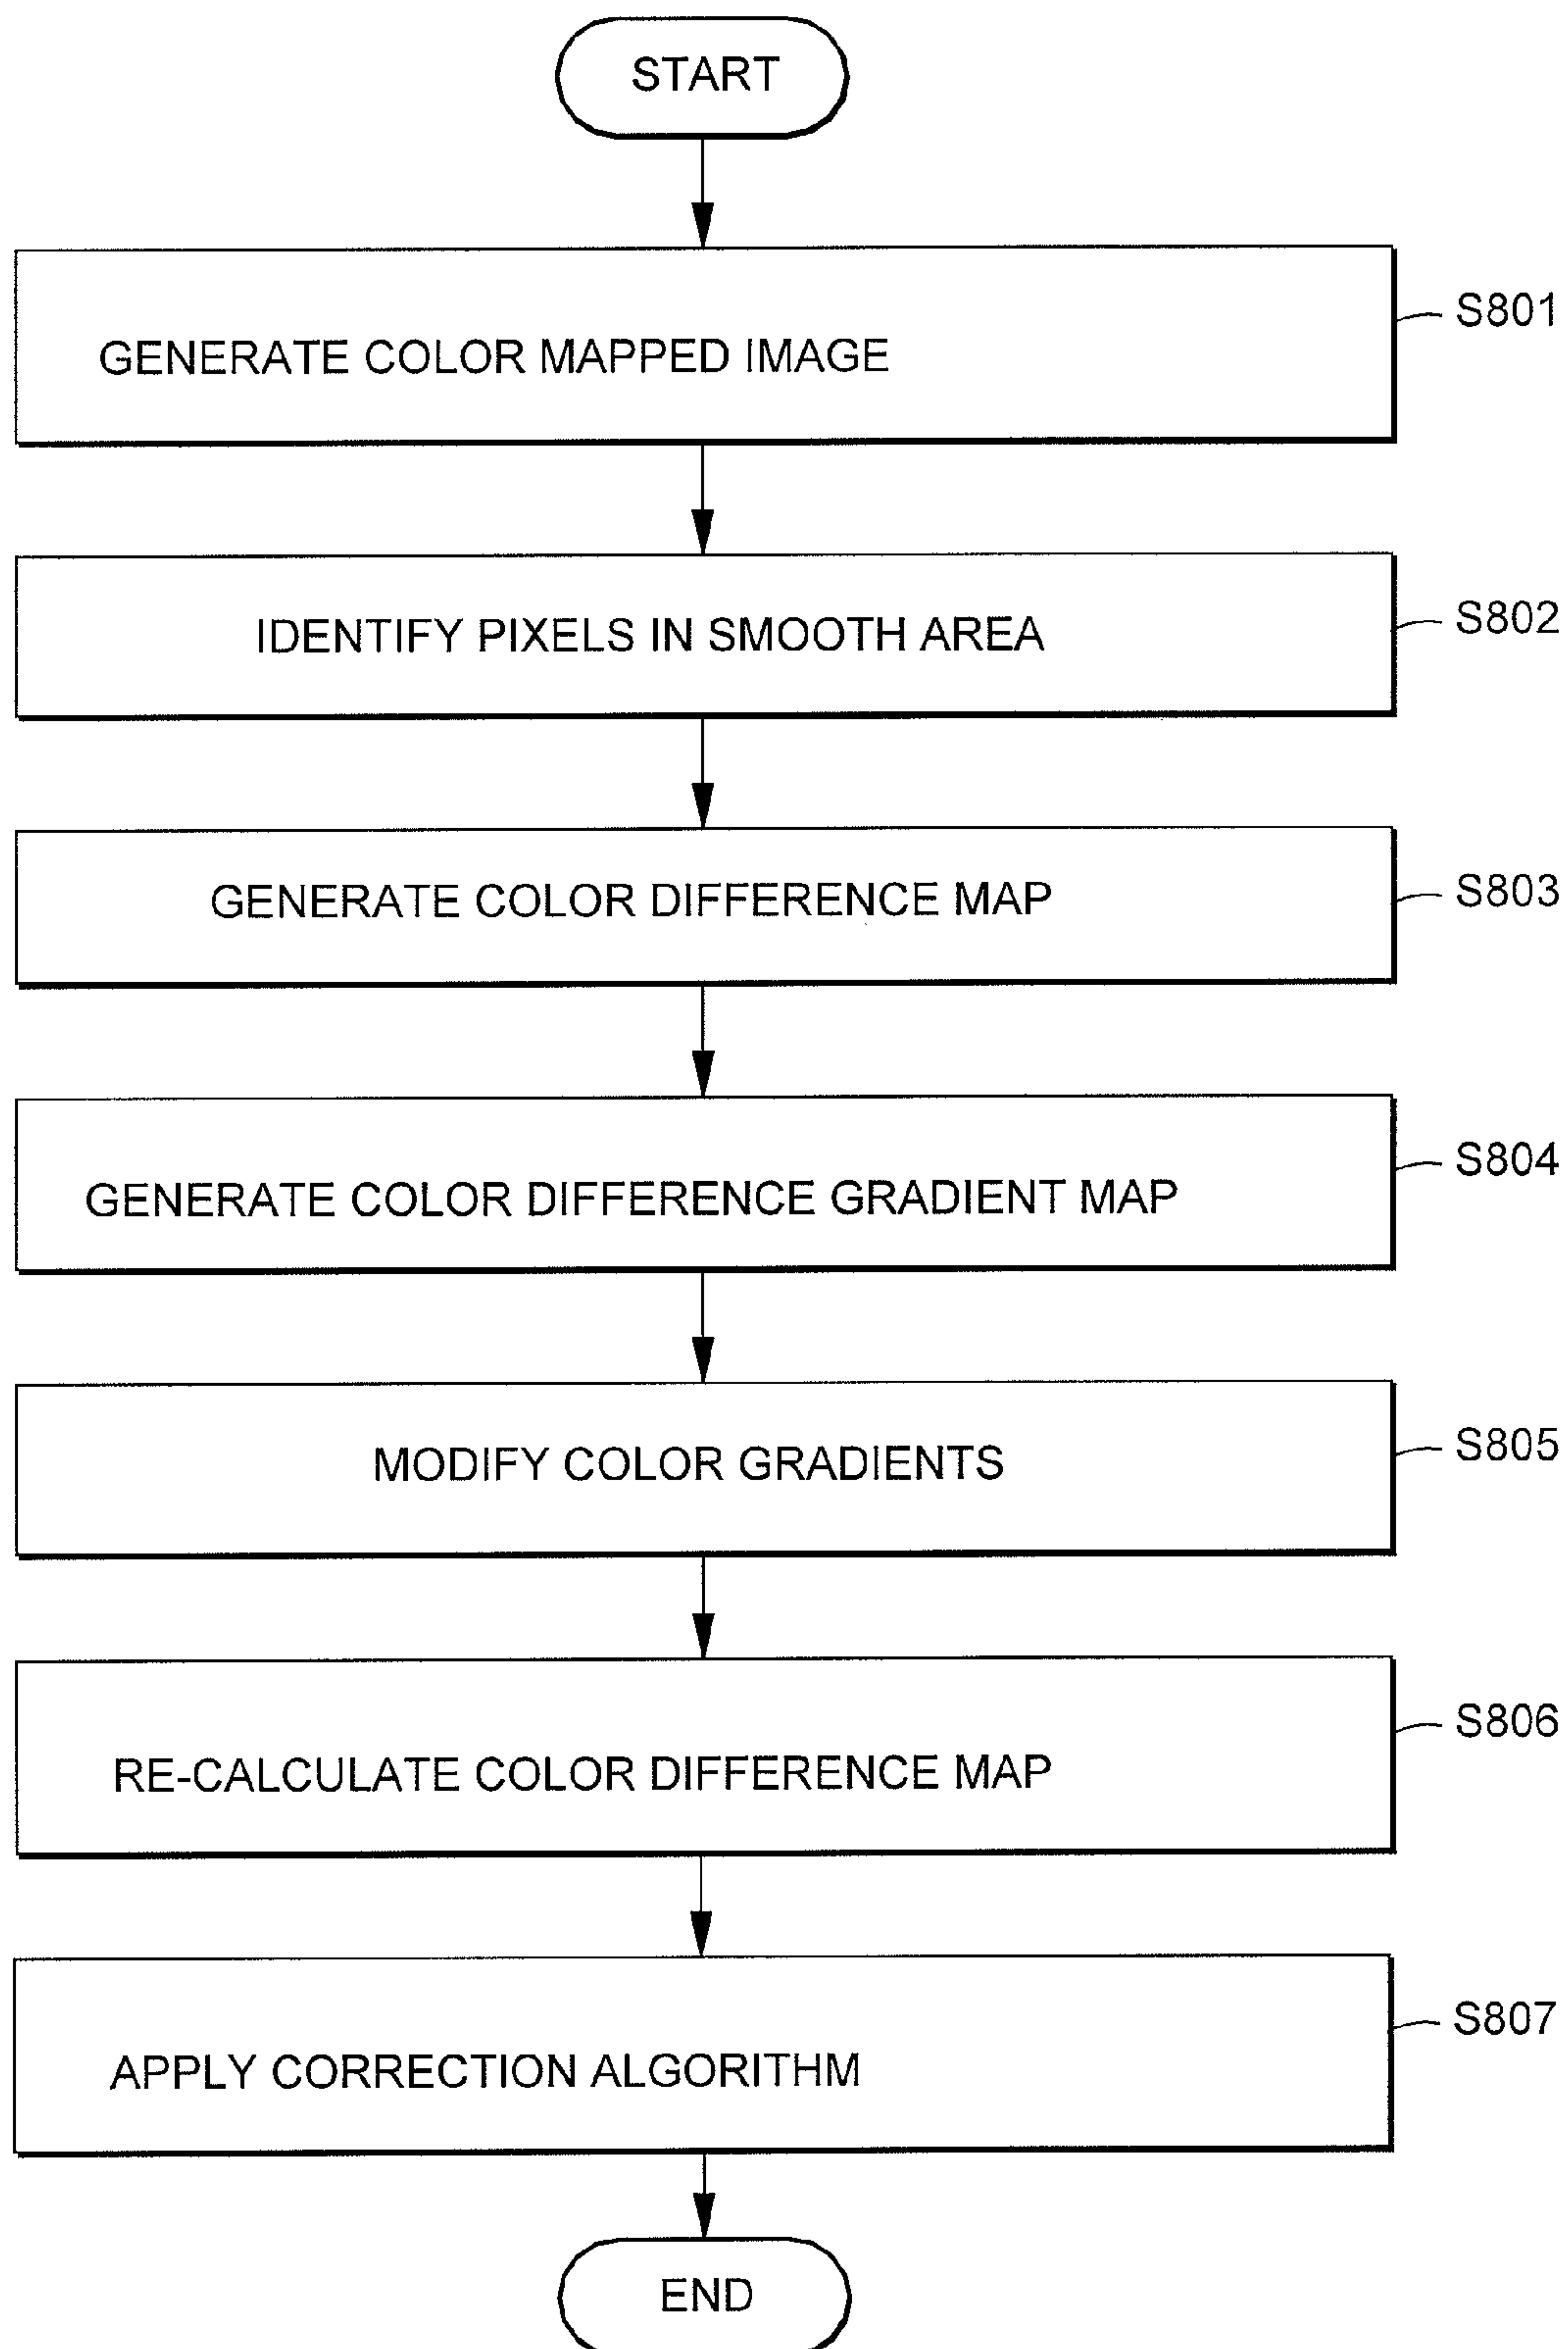 START
GENERATE COLOR MAPPED IMAGE
S801
IDENTIFY PIXELS IN SMOOTH AREA
S802
GENERATE COLOR DIFFERENCE MAP
S803
GENERATE COLOR DIFFERENCE GRADIENT MAP
S804
MODIFY COLOR GRADIENTS
S805
RE-CALCULATE COLOR DIFFERENCE MAP
S806
APPLY CORRECTION ALGORITHM
S807
END